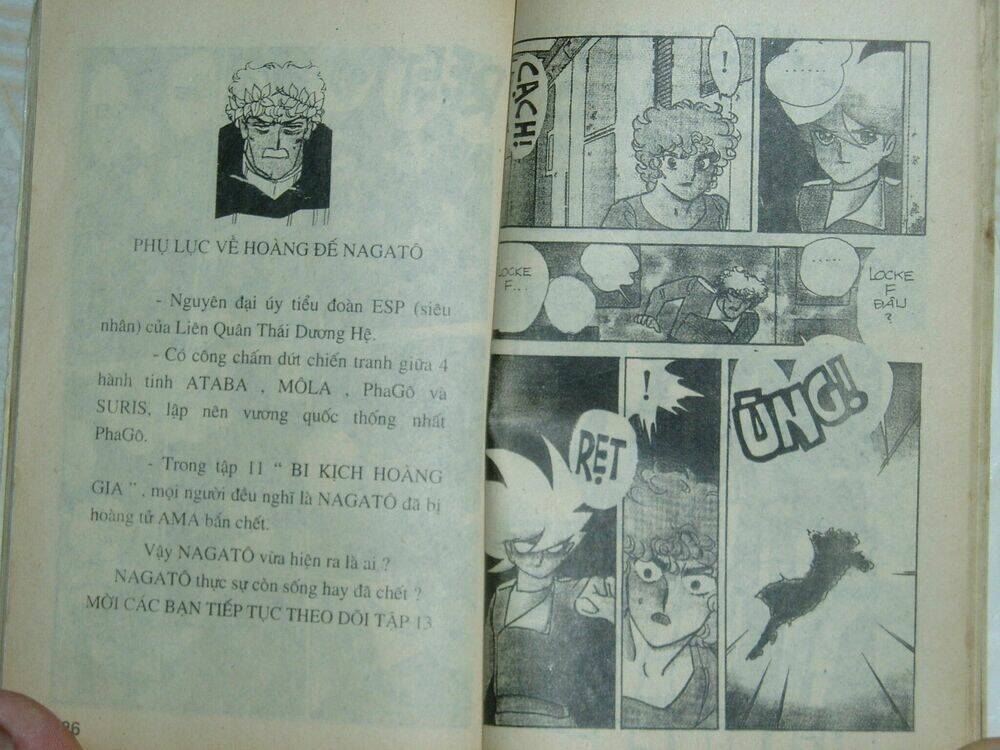 PHỤ LỤC VỀ HOÀNG ĐẾ NAGATÔ
- Nguyên đại úy tiểu đoàn ESP (siêu
nhân) của Liên Quân Thái Dương Hệ.
- Có công chấm dứt chiến tranh giữa 4
hành tinh ATABA , MÔLA , PhaGô và
SURIS, lập nên vương quốc thống nhất
PhaGô.
- Trong tập 11 “ BI KỊCH HOÀNG
GIA ” , mọi người đều nghĩ là NAGATÔ đã bị
hoàng tử AMA bắn chết.
Vậy NAGATÔ vừa hiện ra là ai ?
NAGATÔ thực sự còn sống hay đã chết ?
MỜI CÁC BẠN TIẾP TỤC THEO DÕI TẬP 13
86
CẠCH!
!
......
LOCKE
F...
.....
LOCKE
F
ĐÂU
?
RẸT
!
ÙNG!